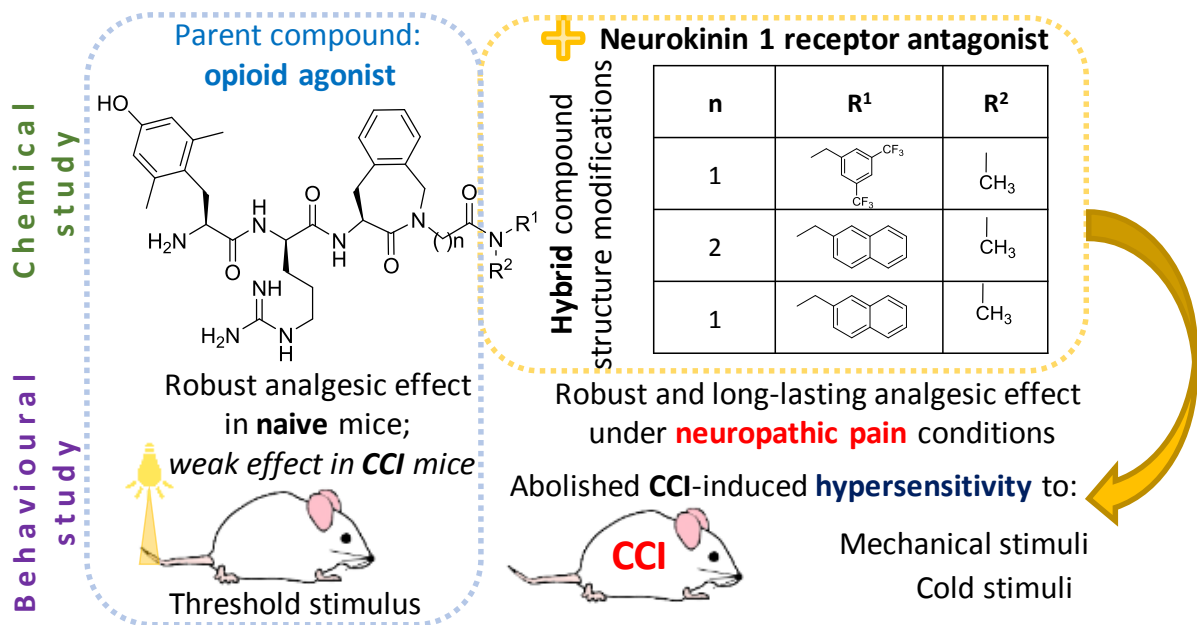 Chemical study
Behavioural study
Parent compound:
opioid agonist
HO
H2N
O
H
N
O
N
H
O
N
( )n
O
N
R1
R2
NH
H2N
N
H
Robust analgesic effect
in naive mice;
weak effect in CCI mice
Threshold stimulus
Neurokinin 1 receptor antagonist
Hybrid compound
structure modifications
n R1 R2
1 CF3 CF3 CH3
2 CH3
1 CH3
Robust and long-lasting analgesic effect
under neuropathic pain conditions
Abolished CCI-induced hypersensitivity to:
CCI
Mechanical stimuli
Cold stimuli